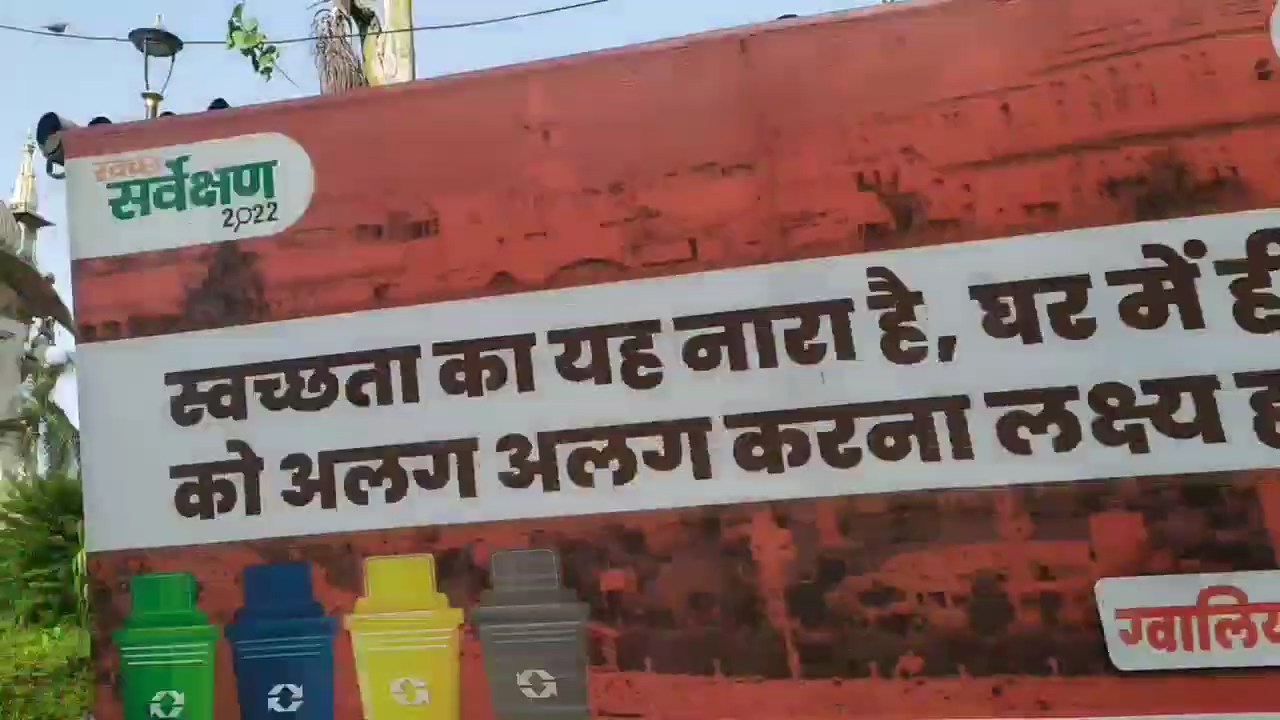 स्वच्छ
सर्वेक्षण
2022
स्वच्छता का यह नारा है, घर में ही
को अलग अलग करना लक्ष्य